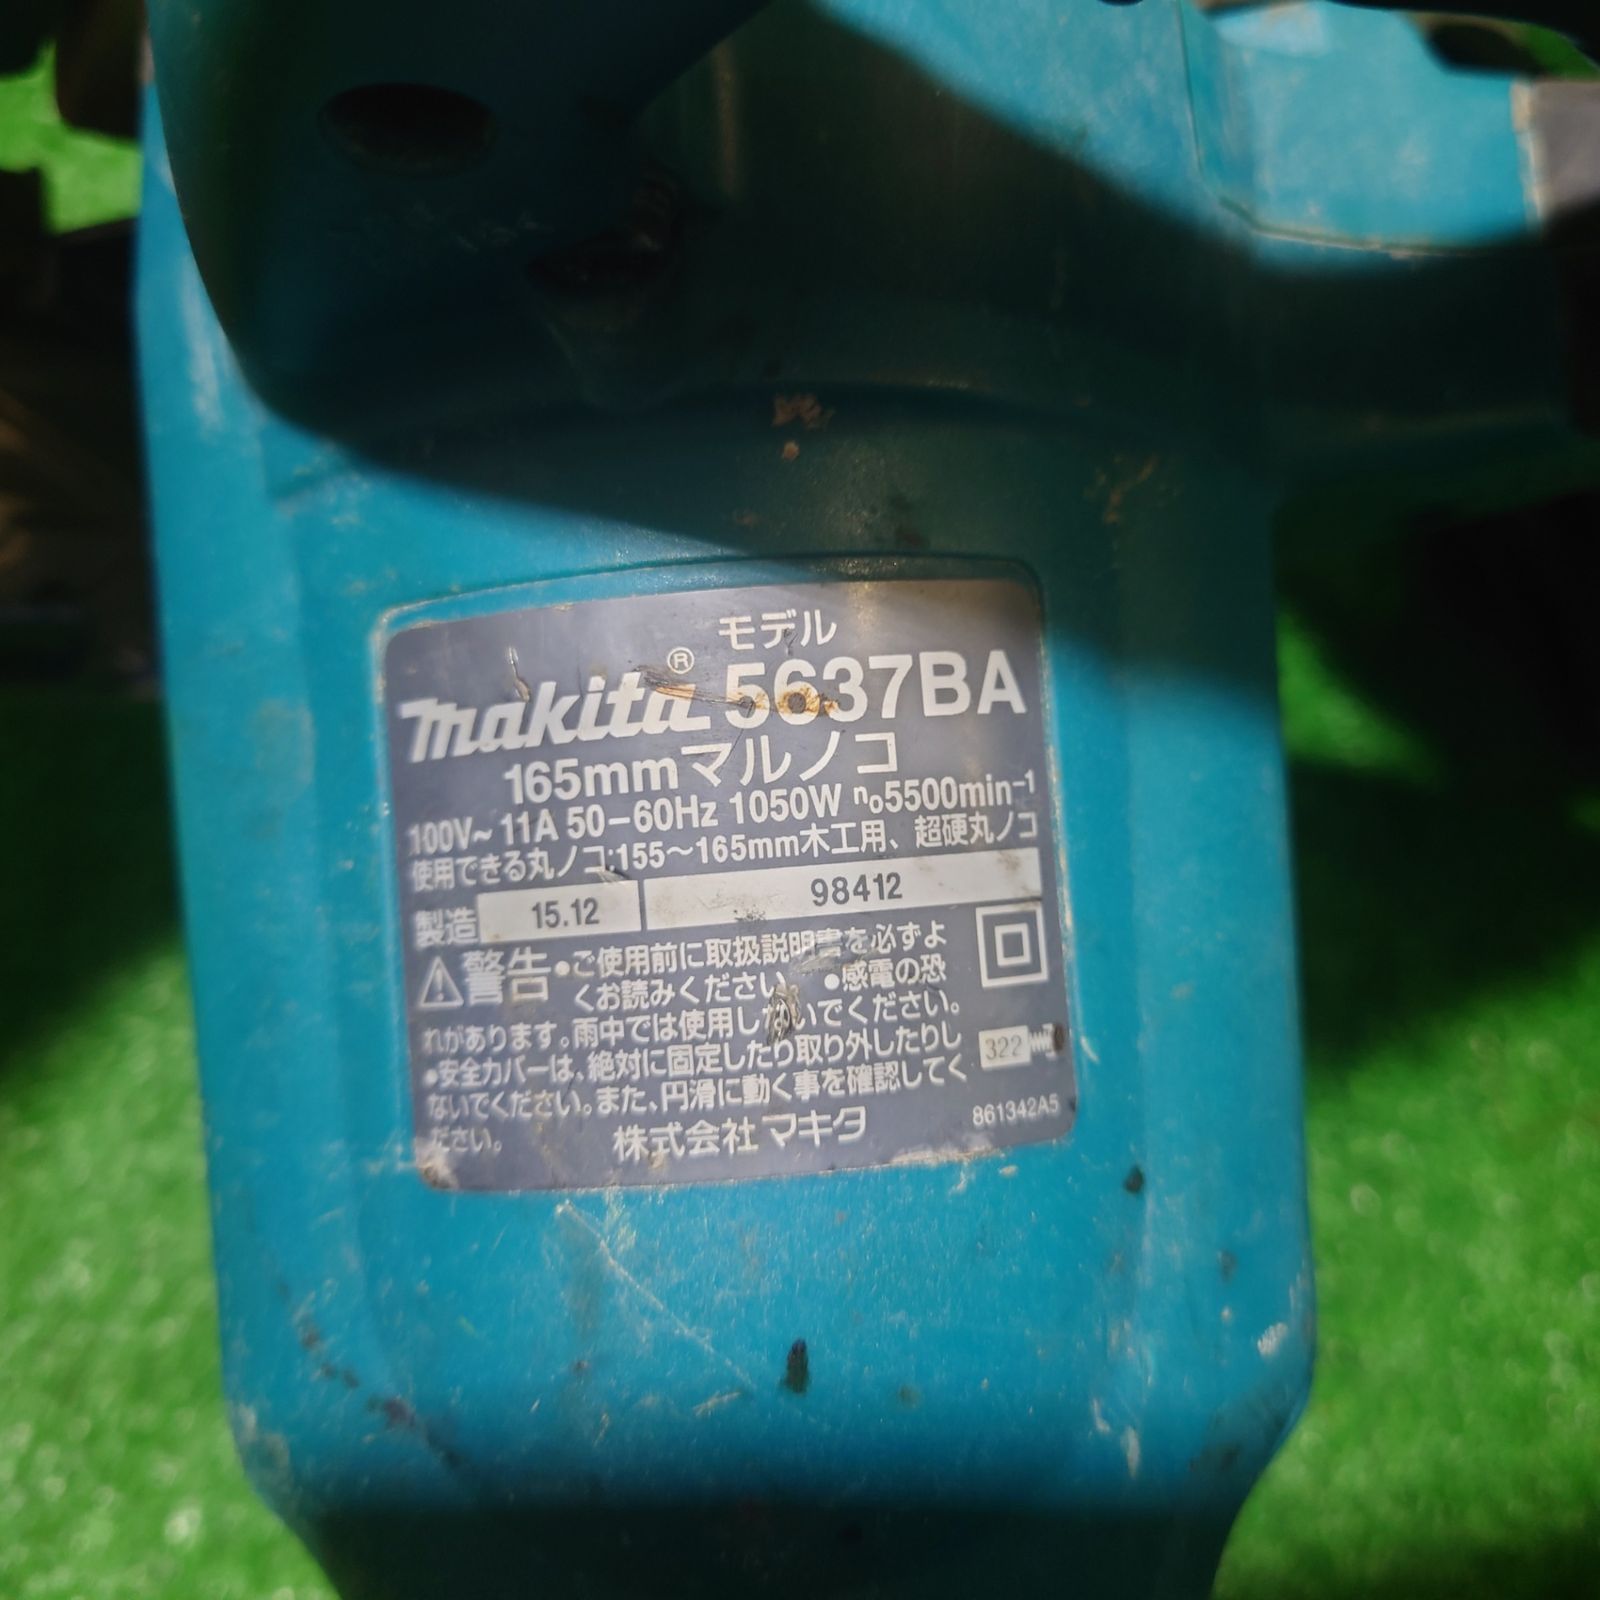 モデル
makita® 5637BA
165mmマルノコ
100V～ 11A 50-60Hz 1050W n₀5500min⁻¹
使用できる丸ノコ:155～165mm木工用、超硬丸ノコ
製造 15.12 98412
⚠警告 •ご使用前に取扱説明書を必ずよ
くお読みください。 •感電の恐
れがあります。雨中では使用しないでください。
•安全カバーは、絶対に固定したり取り外したりし
ないでください。また、円滑に動く事を確認してく
ださい。
322
株式会社マキタ
861342A5